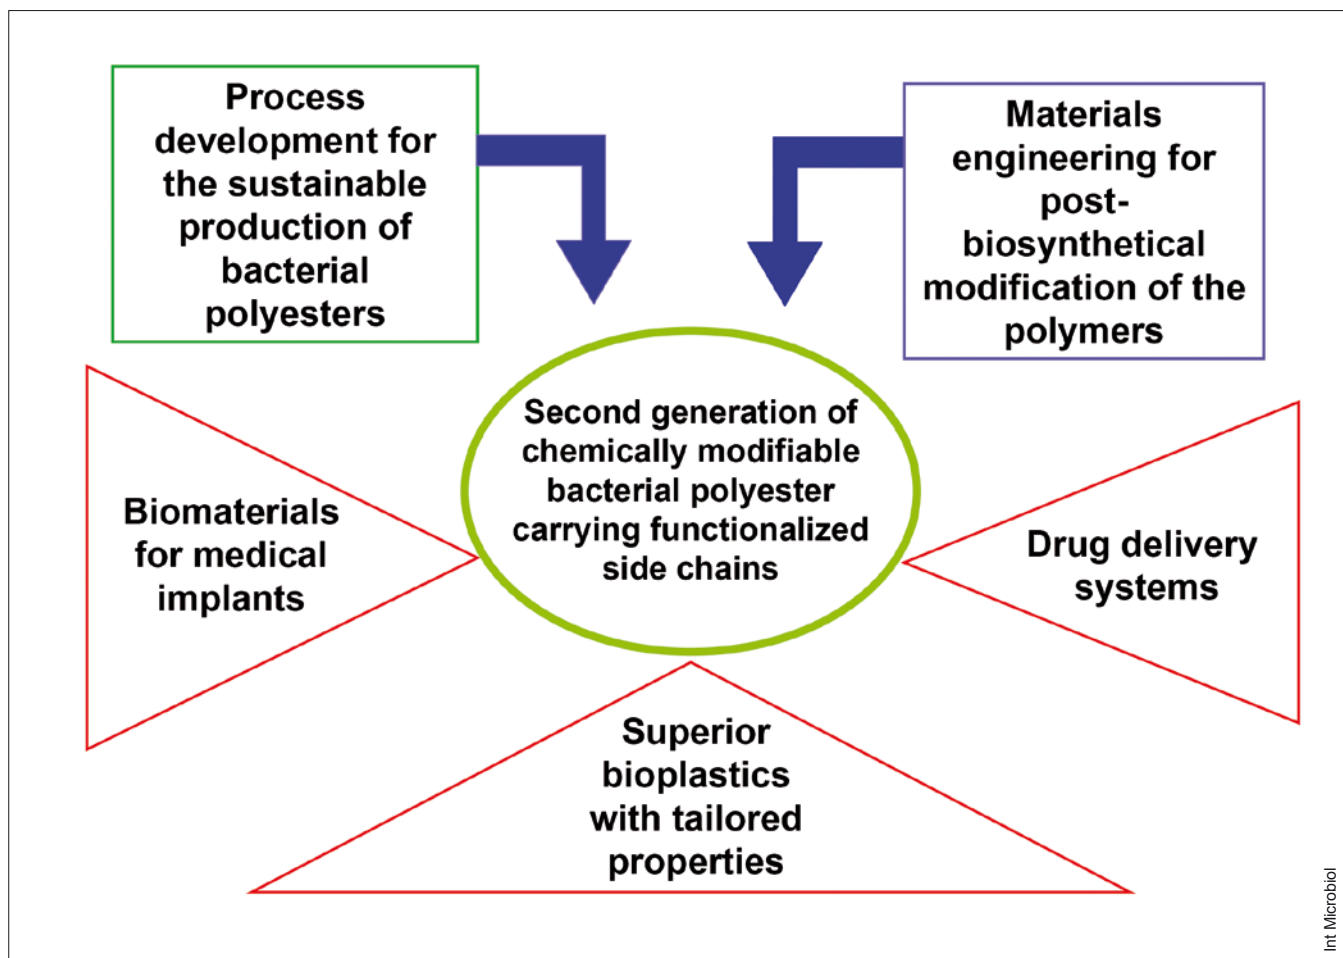 Process
development for
the sustainable
production of
bacterial
polyesters
Materials
engineering for
post-
biosynthetical
modification of the
polymers
Second generation of
chemically modifiable
bacterial polyester
carrying functionalized
side chains
Biomaterials
for medical
implants
Drug delivery
systems
Superior
bioplastics
with tailored
properties
Int Microbiol